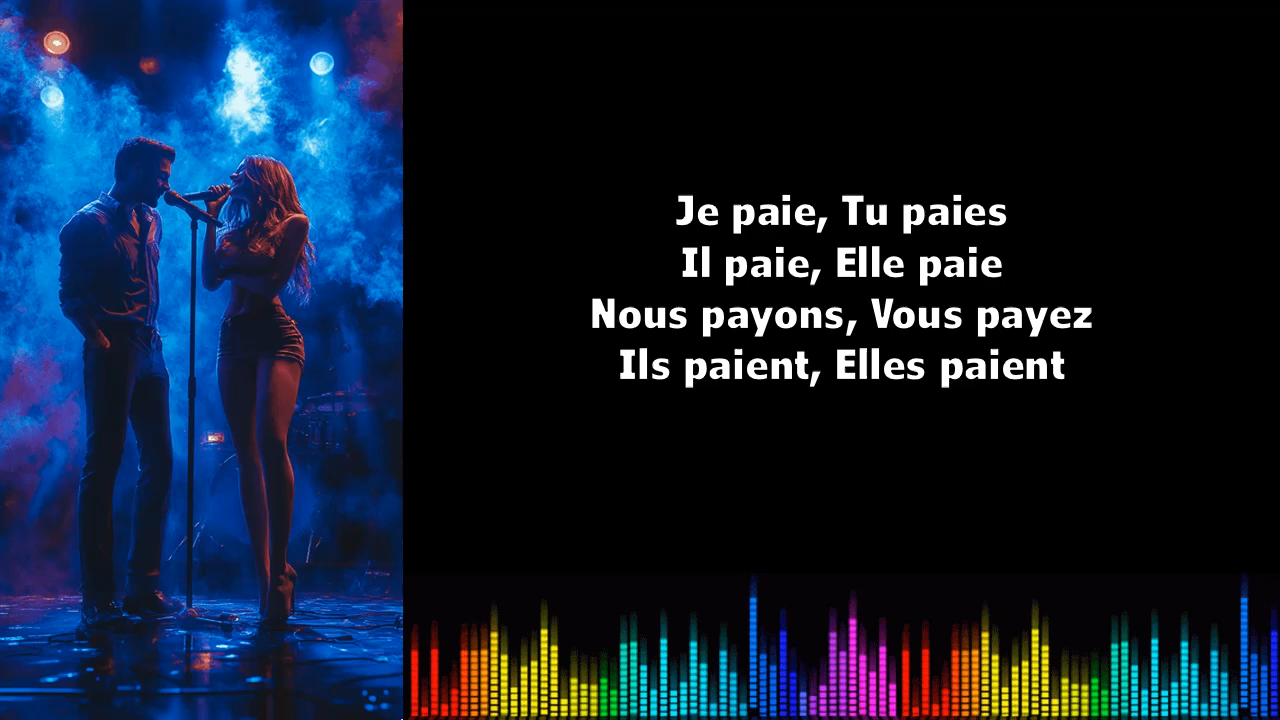 Je paie, Tu paies
Il paie, Elle paie
Nous payons, Vous payez
Ils paient, Elles paient